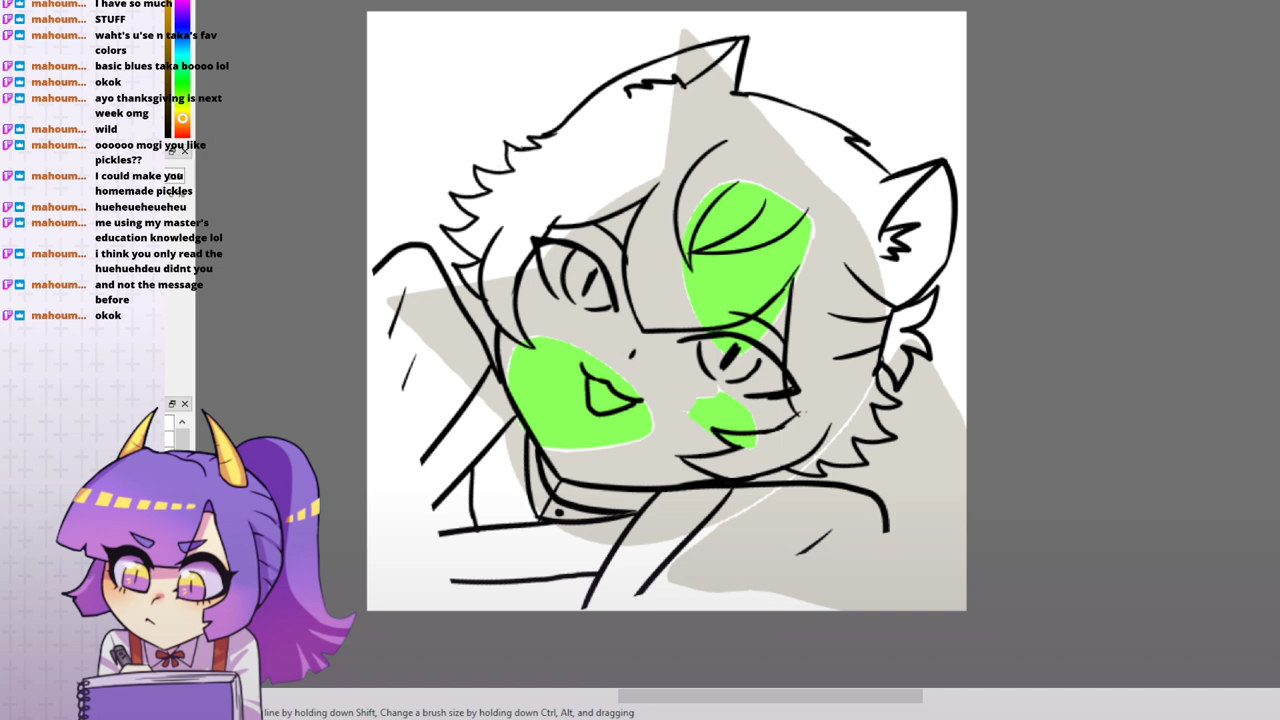 mahoum... I have so much
mahoum... STUFF
mahoum... waht's u'se n taka's fav
colors
mahoum... basic blues taka boooo lol
mahoum... okok
mahoum... ayo thanksgiving is next
week omg
mahoum... wild
mahoum... oooooo mogi you like
pickles??
mahoum... I could make you
homemade pickles
mahoum... hueheueheueheu
mahoum... me using my master's
education knowledge lol
mahoum... i think you only read the
huehuehdeu didnt you
mahoum... and not the message
before
mahoum... okok
line by holding down Shift, Change a brush size by holding down Ctrl, Alt, and dragging